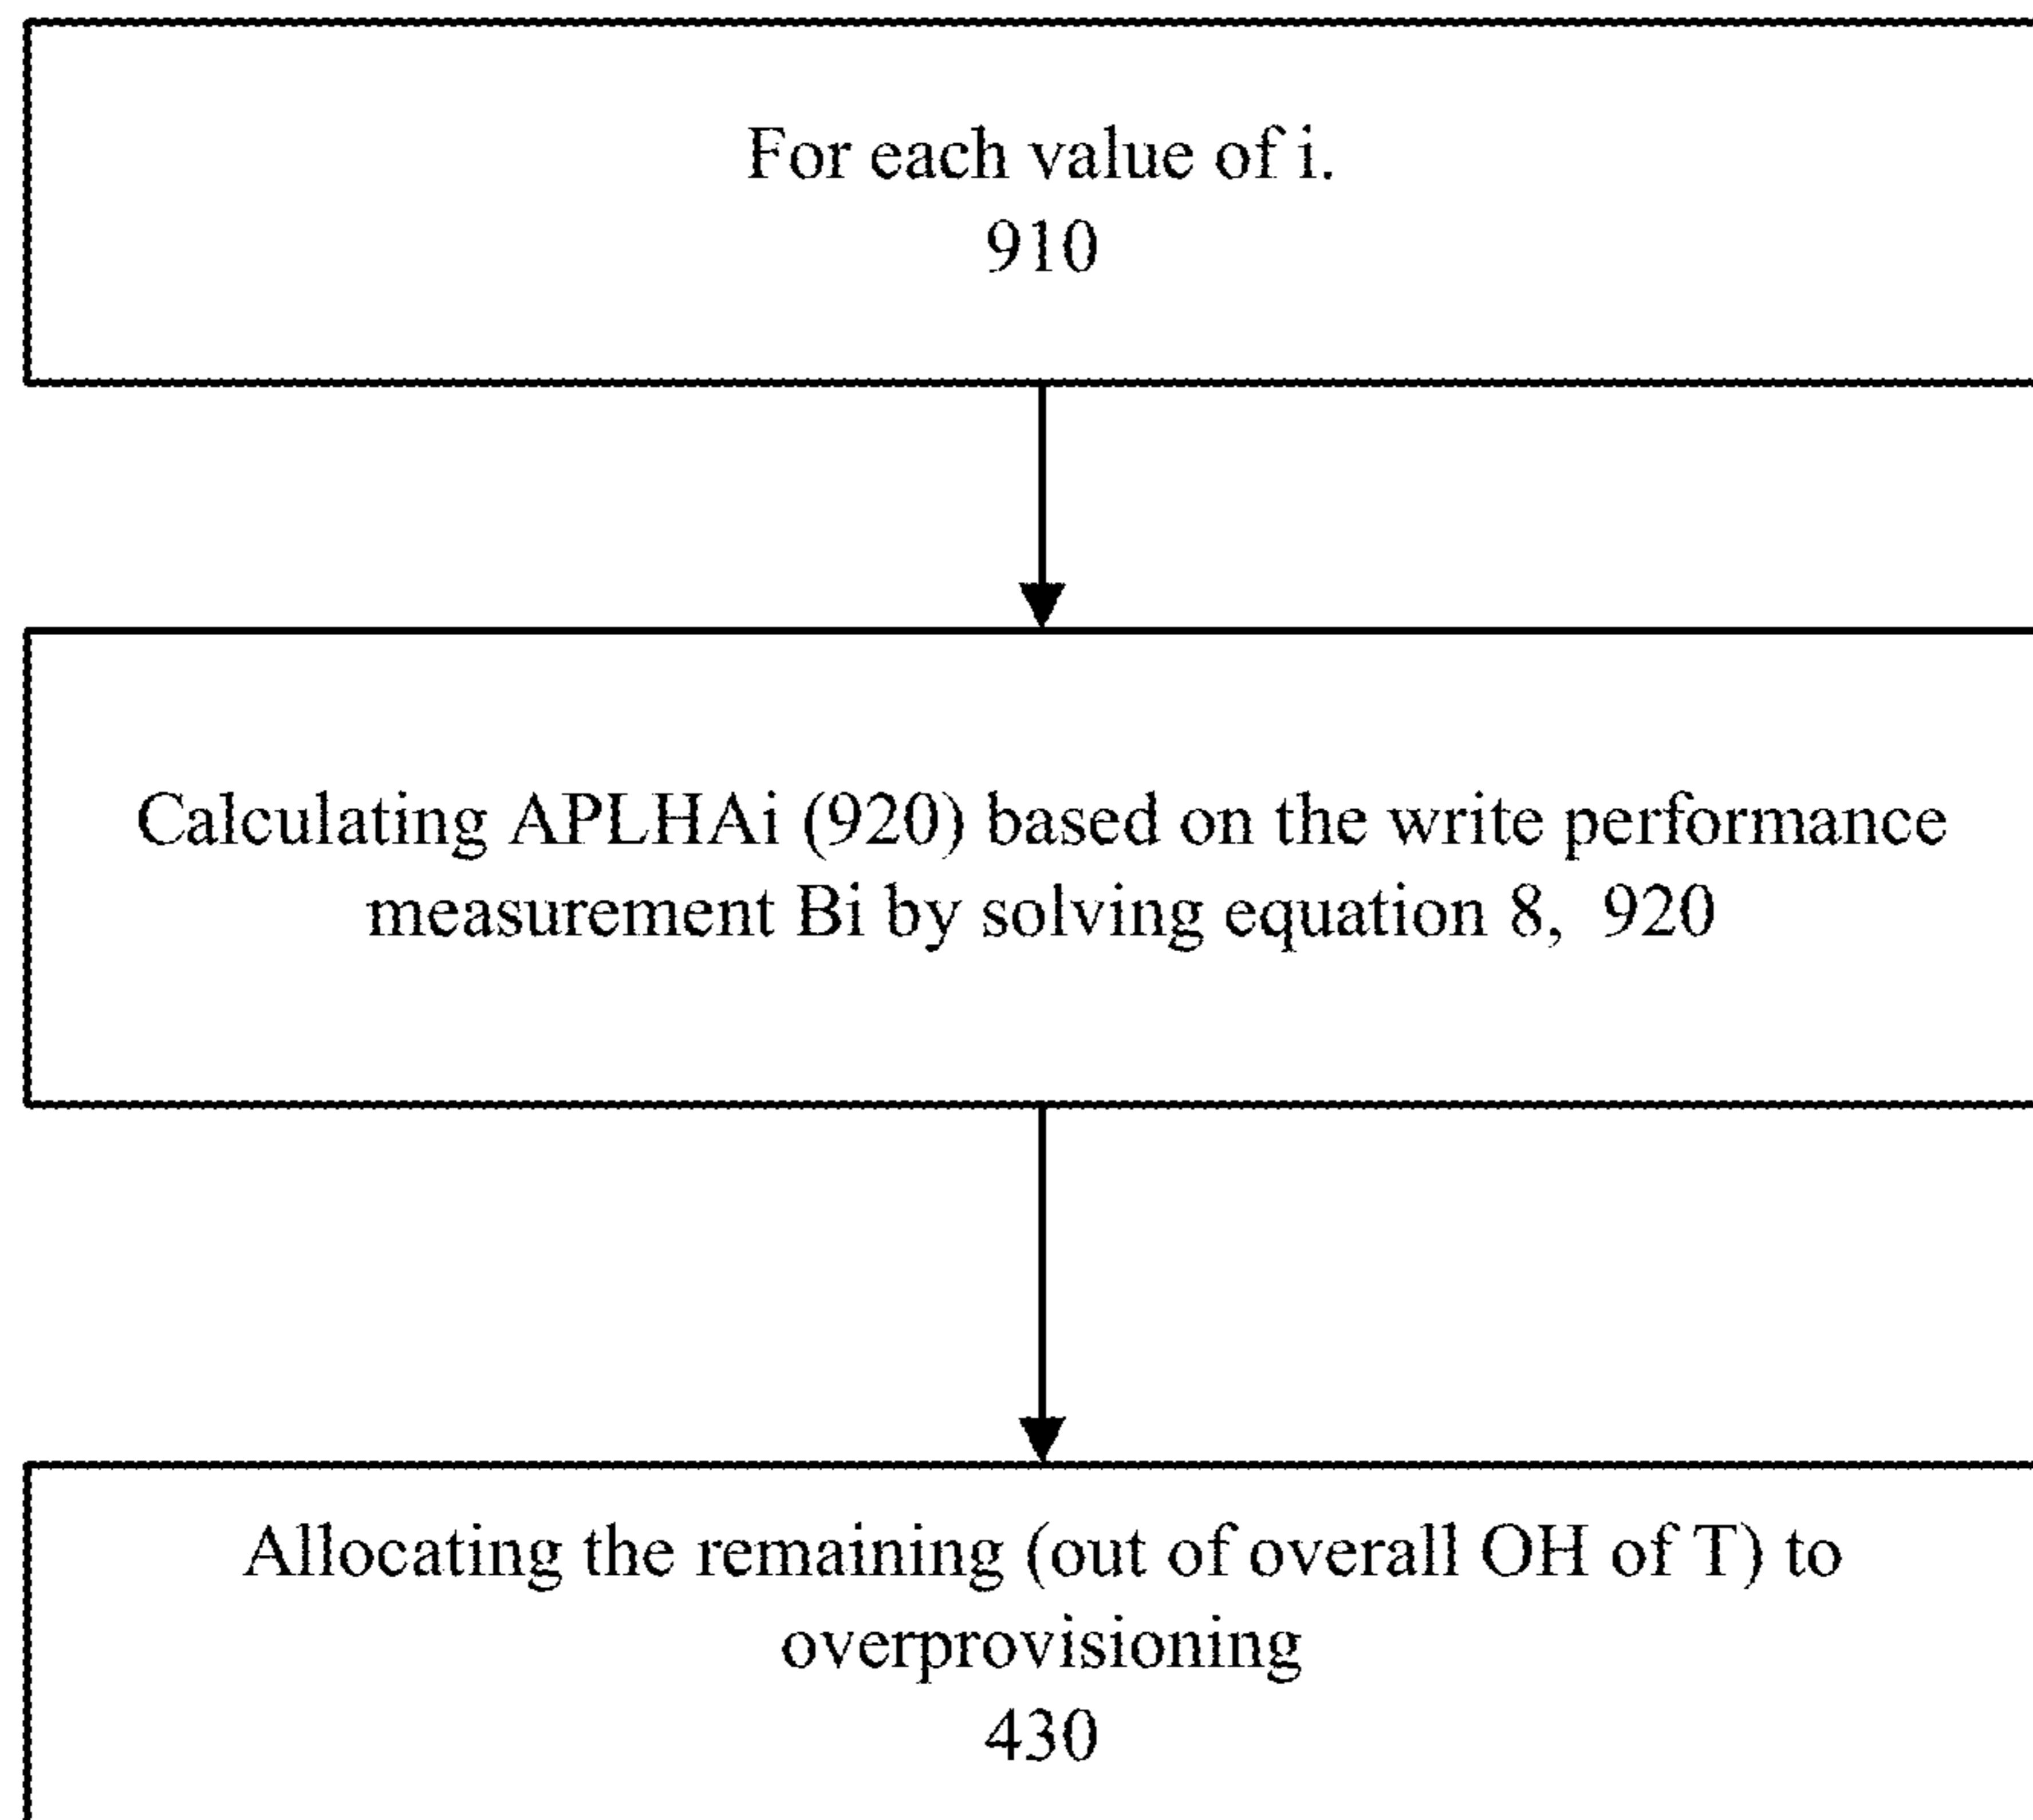 For each value of i.
910
Calculating APLHAi (920) based on the write performance
measurement Bi by solving equation 8, 920
Allocating the remaining (out of overall OH of T) to
overprovisioning
430